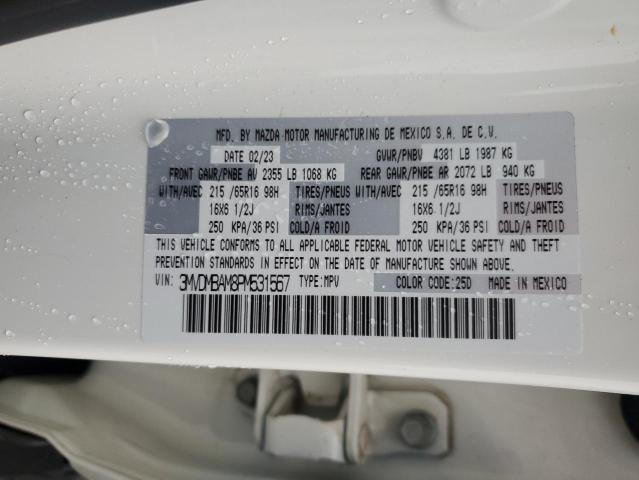 MFD. BY MAZDA MOTOR MANUFACTURING DE MEXICO S.A. DE C.V.
DATE 02/23 GVWR/PNBV 4381 LB 1987 KG
FRONT GAWR/PNBE AV 2355 LB 1068 KG REAR GAWR/PNBE AR 2072 LB 940 KG
WITH/AVEC 215 /65R16 98H TIRES/PNEUS WITH/AVEC 215 /65R16 98H TIRES/PNEUS
16X6 1/2J RIMS/JANTES 16X6 1/2J RIMS/JANTES
250 KPA/36 PSI COLD/A FROID 250 KPA/36 PSI COLD/A FROID
THIS VEHICLE CONFORMS TO ALL APPLICABLE FEDERAL MOTOR VEHICLE SAFETY AND THEFT
PREVENTION STANDARDS IN EFFECT ON THE DATE OF MANUFACTURE SHOWN ABOVE.
VIN: 3MVDMBAM8PM531567 TYPE:MPV COLOR CODE:25D MADE IN MEXICO